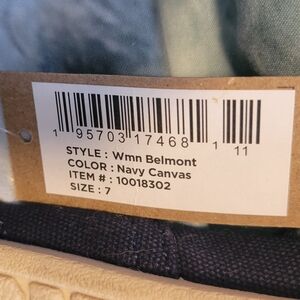 1 95703 17468 1 11
STYLE : Wmn Belmont
COLOR : Navy Canvas
ITEM # : 10018302
SIZE : 7